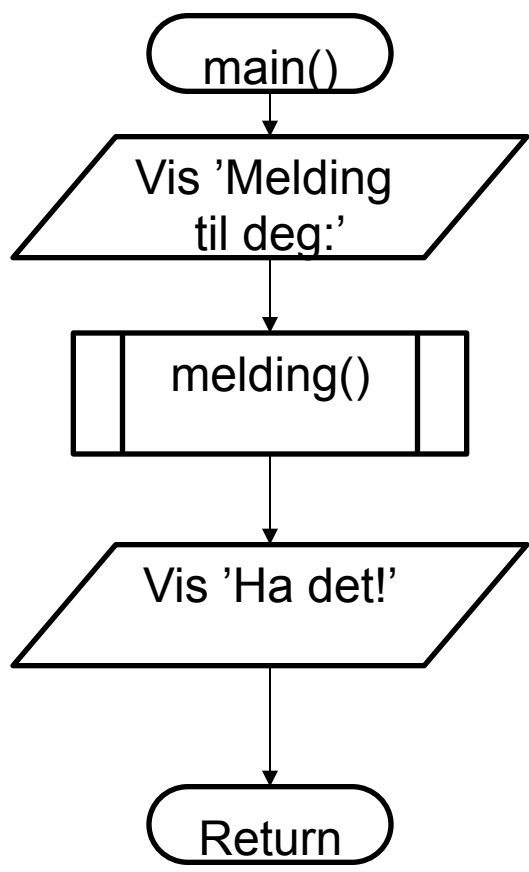 main()
Vis ’Melding
til deg:’
melding()
Vis ’Ha det!’
Return